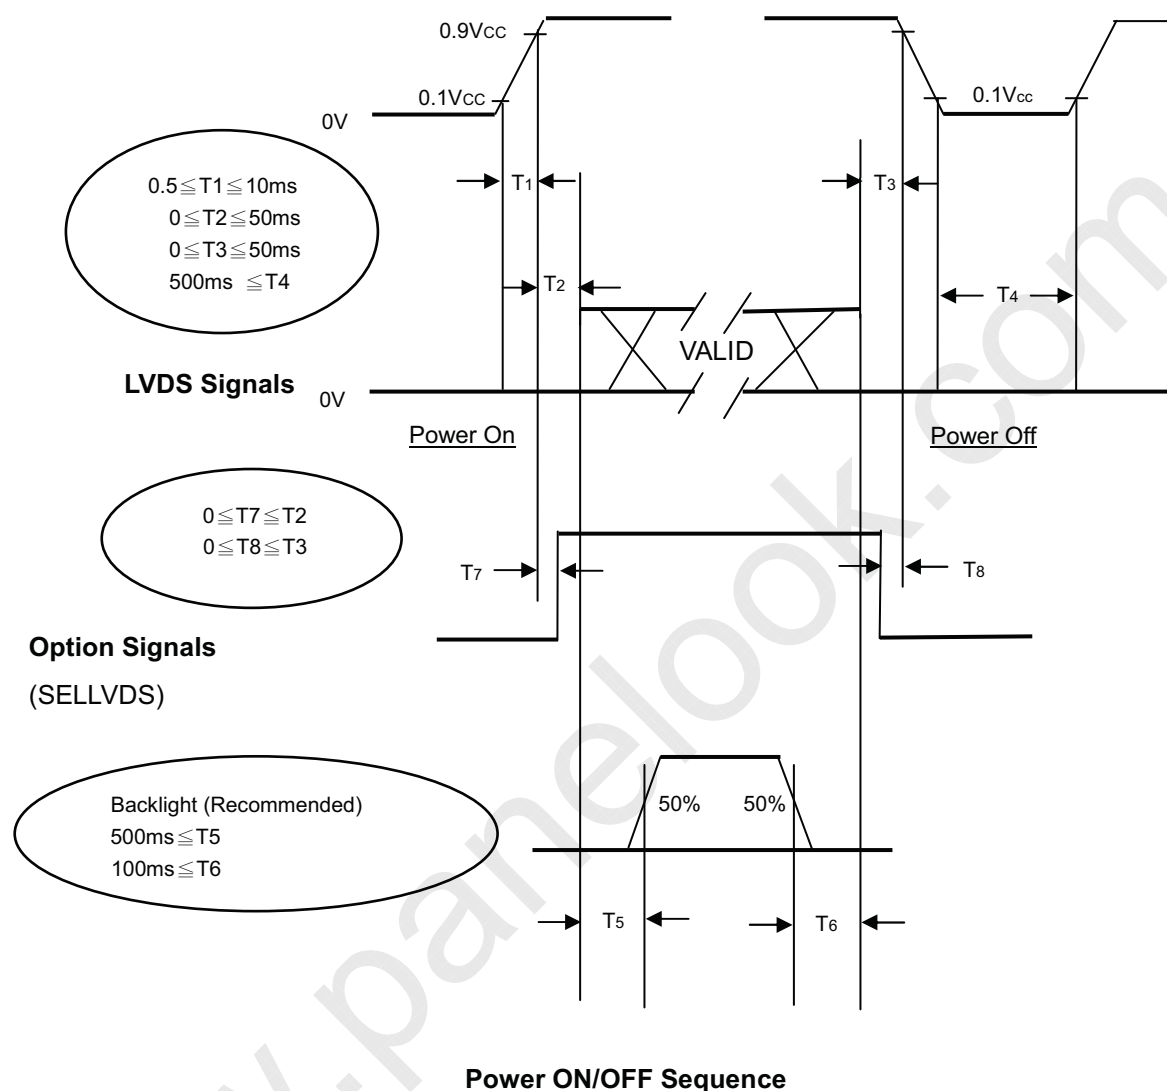 0.9Vcc
0.1Vcc
0.1Vcc
0V
0.5≦T1≦10ms
0≦T2≦50ms
0≦T3≦50ms
500ms ≦T4
T1
T3
T2
T4
VALID
LVDS Signals
0V
Power On
Power Off
0≦T7≦T2
0≦T8≦T3
T7
T8
Option Signals
(SELLVDS)
Backlight (Recommended)
500ms≦T5
100ms≦T6
50%
50%
T5
T6
Power ON/OFF Sequence
.panelook.com